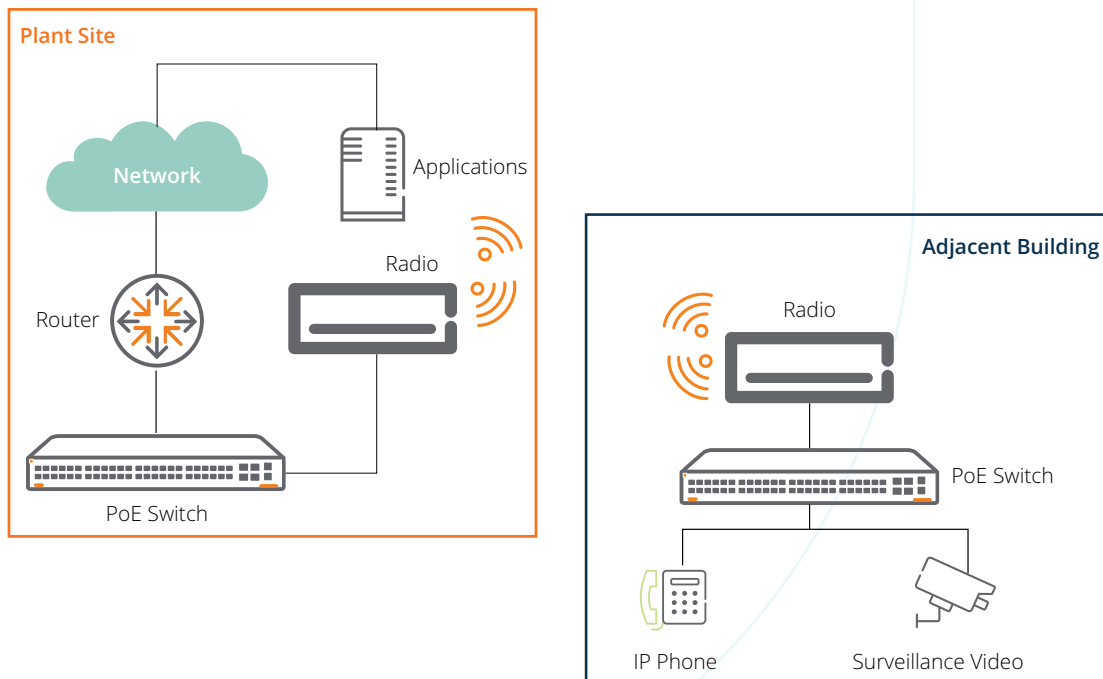 Plant Site
Network
Applications
Radio
Router
PoE Switch
Adjacent Building
Radio
PoE Switch
IP Phone
Surveillance Video